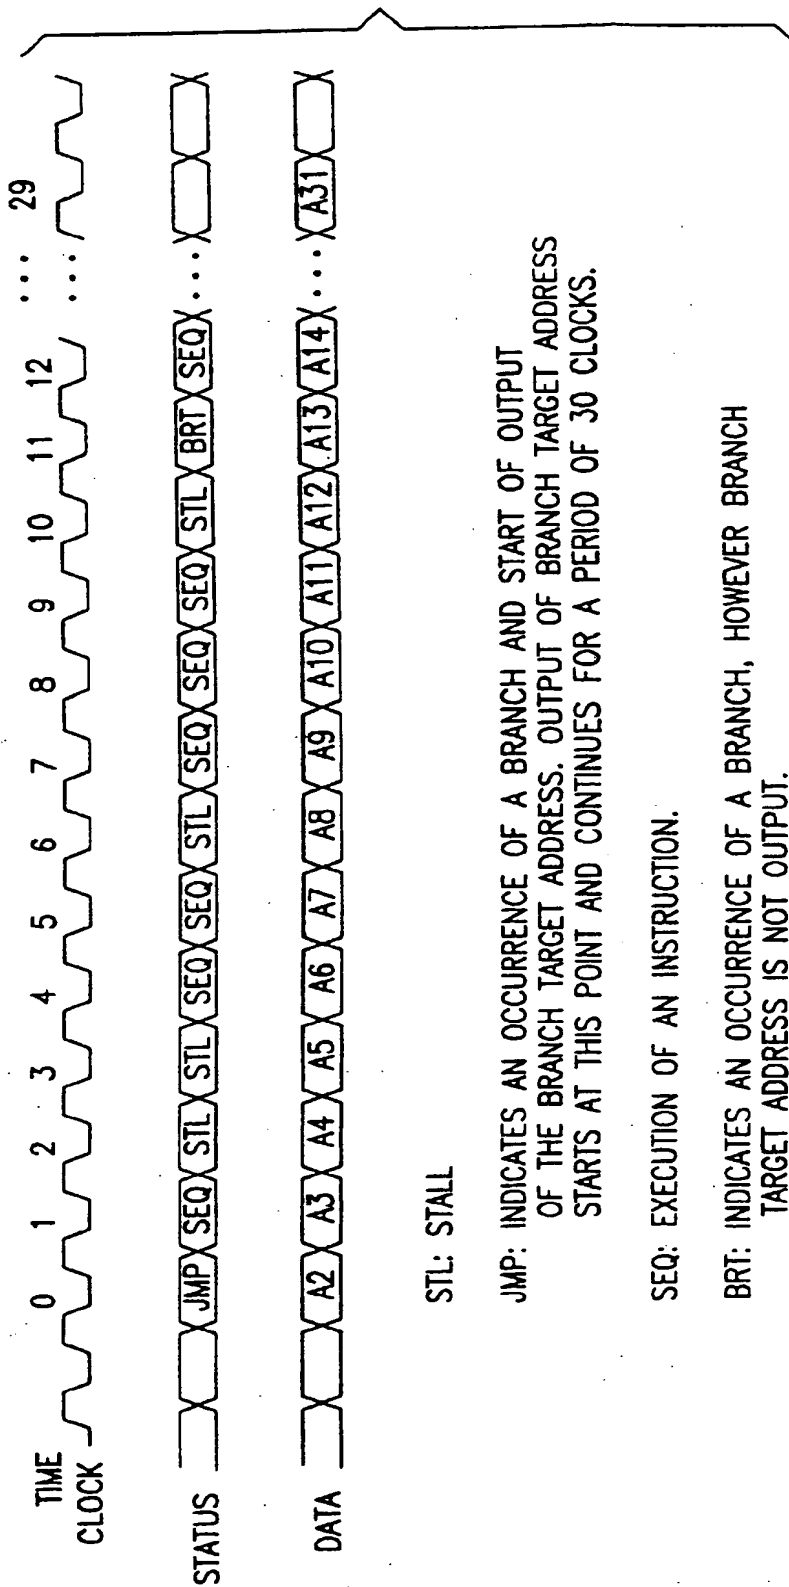 TIME 0 1 2 3 4 5 6 7 8 9 10 11 12 ... 29
CLOCK ...
STATUS JMP SEQ STL STL SEQ SEQ STL SEQ SEQ SEQ STL BRT SEQ ...
DATA A2 A3 A4 A5 A6 A7 A8 A9 A10 A11 A12 A13 A14 ... A31
STL: STALL
JMP: INDICATES AN OCCURRENCE OF A BRANCH AND START OF OUTPUT
OF THE BRANCH TARGET ADDRESS. OUTPUT OF BRANCH TARGET ADDRESS
STARTS AT THIS POINT AND CONTINUES FOR A PERIOD OF 30 CLOCKS.
SEQ: EXECUTION OF AN INSTRUCTION.
BRT: INDICATES AN OCCURRENCE OF A BRANCH, HOWEVER BRANCH
TARGET ADDRESS IS NOT OUTPUT.